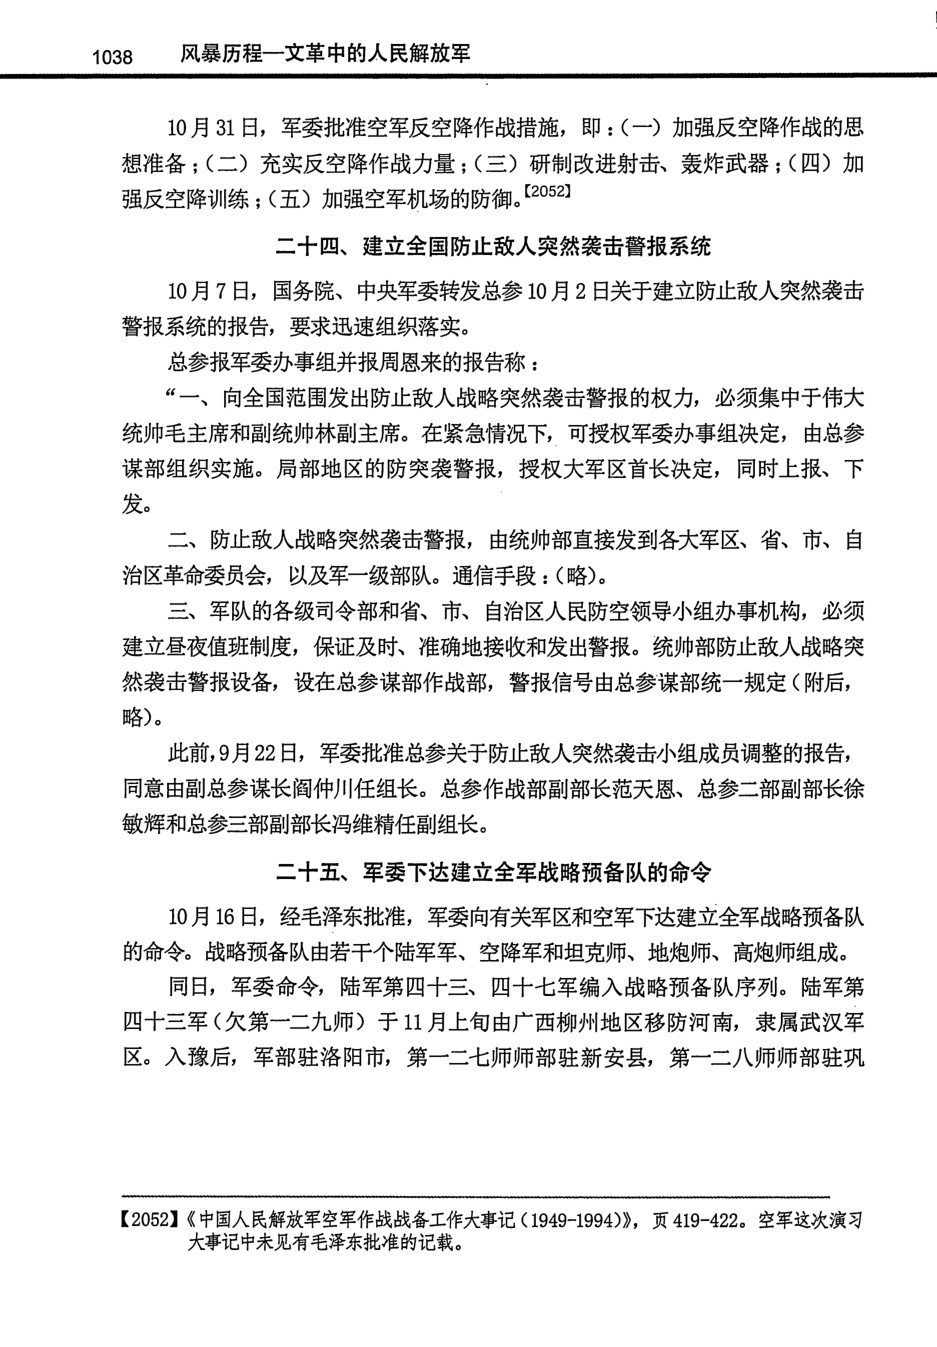 1038 风暴历程—文革中的人民解放军
10月31日，军委批准空军反空降作战措施，即：（一）加强反空降作战的思
想准备；（二）充实反空降作战力量；（三）研制改进射击、轰炸武器；（四）加
强反空降训练；（五）加强空军机场的防御。【2052】
二十四、建立全国防止敌人突然袭击警报系统
10月7日，国务院、中央军委转发总参10月2日关于建立防止敌人突然袭击
警报系统的报告，要求迅速组织落实。
总参报军委办事组并报周恩来的报告称：
“一、向全国范围发出防止敌人战略突然袭击警报的权力，必须集中于伟大
统帅毛主席和副统帅林副主席。在紧急情况下，可授权军委办事组决定，由总参
谋部组织实施。局部地区的防突袭警报，授权大军区首长决定，同时上报、下
发。
二、防止敌人战略突然袭击警报，由统帅部直接发到各大军区、省、市、自
治区革命委员会，以及军一级部队。通信手段：（略）。
三、军队的各级司令部和省、市、自治区人民防空领导小组办事机构，必须
建立昼夜值班制度，保证及时、准确地接收和发出警报。统帅部防止敌人战略突
然袭击警报设备，设在总参谋部作战部，警报信号由总参谋部统一规定（附后，
略）。
此前，9月22日，军委批准总参关于防止敌人突然袭击小组成员调整的报告，
同意由副总参谋长阎仲川任组长。总参作战部副部长范天恩、总参二部副部长徐
敏辉和总参三部副部长冯维精任副组长。
二十五、军委下达建立全军战略预备队的命令
10月16日，经毛泽东批准，军委向有关军区和空军下达建立全军战略预备队
的命令。战略预备队由若干个陆军军、空降军和坦克师、地炮师、高炮师组成。
同日，军委命令，陆军第四十三、四十七军编入战略预备队序列。陆军第
四十三军（欠第一二九师）于11月上旬由广西柳州地区移防河南，隶属武汉军
区。入豫后，军部驻洛阳市，第一二七师师部驻新安县，第一二八师师部驻巩
【2052】《中国人民解放军空军作战战备工作大事记（1949-1994）》，页419-422。空军这次演习
大事记中未见有毛泽东批准的记载。